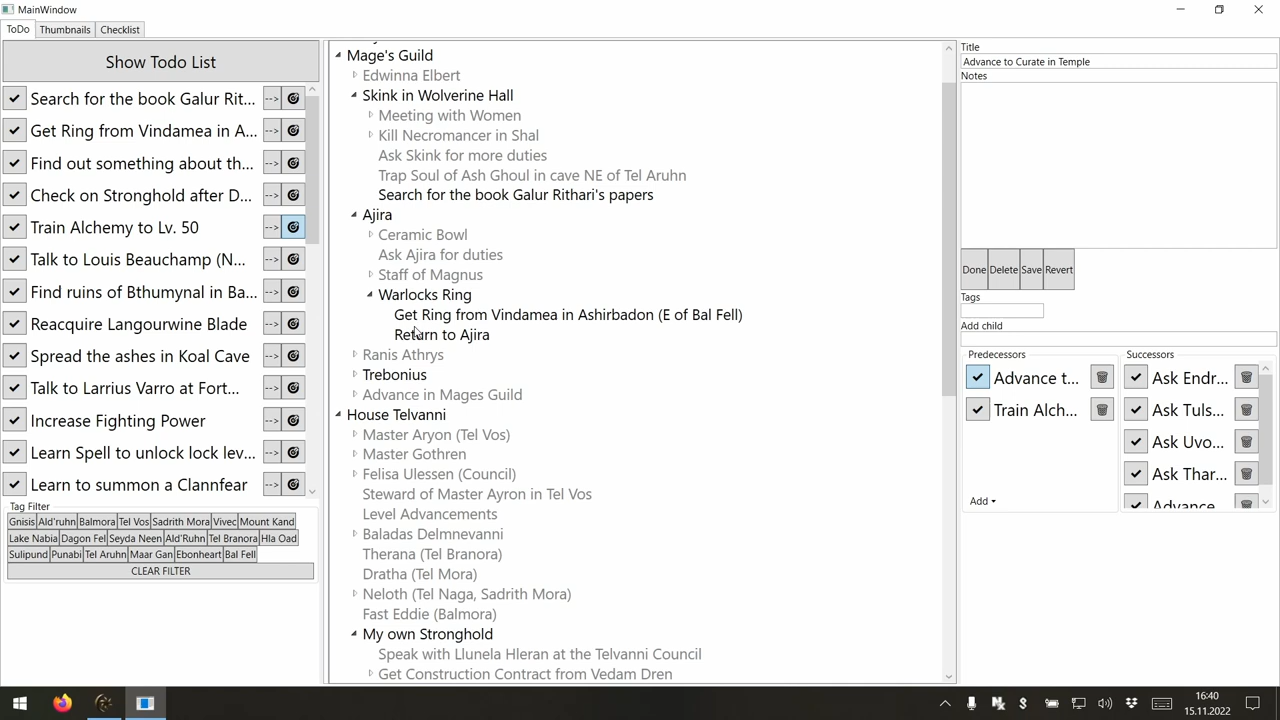 MainWindow
ToDo Thumbnails Checklist
Show Todo List
Search for the book Galur Rit... -->
Get Ring from Vindamea in A... -->
Find out something about th... -->
Check on Stronghold after D... -->
Train Alchemy to Lv. 50 -->
Talk to Louis Beauchamp (N... -->
Find ruins of Bthumynal in Ba... -->
Reacquire Langourwine Blade -->
Spread the ashes in Koal Cave -->
Talk to Larrius Varro at Fort... -->
Increase Fighting Power -->
Learn Spell to unlock lock lev... -->
Learn to summon a Clannfear -->
Tag Filter
Gnisis Ald'ruhn Balmora Tel Vos Sadrith Mora Vivec Mount Kand
Lake Nabia Dagon Fel Seyda Neen Ald'Ruhn Tel Branora Hla Oad
Sulipund Punabi Tel Aruhn Maar Gan Ebonheart Bal Fell
CLEAR FILTER
Mage's Guild
Edwinna Elbert
Skink in Wolverine Hall
Meeting with Women
Kill Necromancer in Shal
Ask Skink for more duties
Trap Soul of Ash Ghoul in cave NE of Tel Aruhn
Search for the book Galur Rithari's papers
Ajira
Ceramic Bowl
Ask Ajira for duties
Staff of Magnus
Warlocks Ring
Get Ring from Vindamea in Ashirbadon (E of Bal Fell)
Return to Ajira
Ranis Athrys
Trebonius
Advance in Mages Guild
House Telvanni
Master Aryon (Tel Vos)
Master Gothren
Felisa Ulessen (Council)
Steward of Master Ayron in Tel Vos
Level Advancements
Baladas Delmnevanni
Therana (Tel Branora)
Dratha (Tel Mora)
Neloth (Tel Naga, Sadrith Mora)
Fast Eddie (Balmora)
My own Stronghold
Speak with Llunela Hleran at the Telvanni Council
Get Construction Contract from Vedam Dren
Title
Advance to Curate in Temple
Notes
Done Delete Save Revert
Tags
Add child
Predecessors
Advance t...
Train Alch...
Add
Successors
Ask Endr...
Ask Tuls...
Ask Uvo...
Ask Thar...
Advance
16:40
15.11.2022